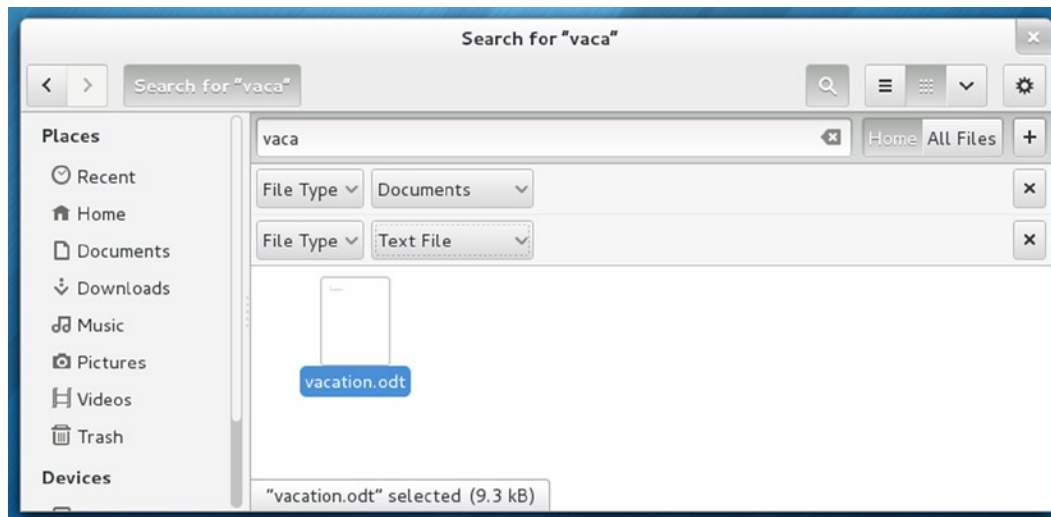 Search for "vaca"
Search for "vaca"
Places
Recent
Home
Documents
Downloads
Music
Pictures
Videos
Trash
Devices
vaca
Home All Files
File Type Documents
File Type Text File
vacation.odt
"vacation.odt" selected (9.3 kB)